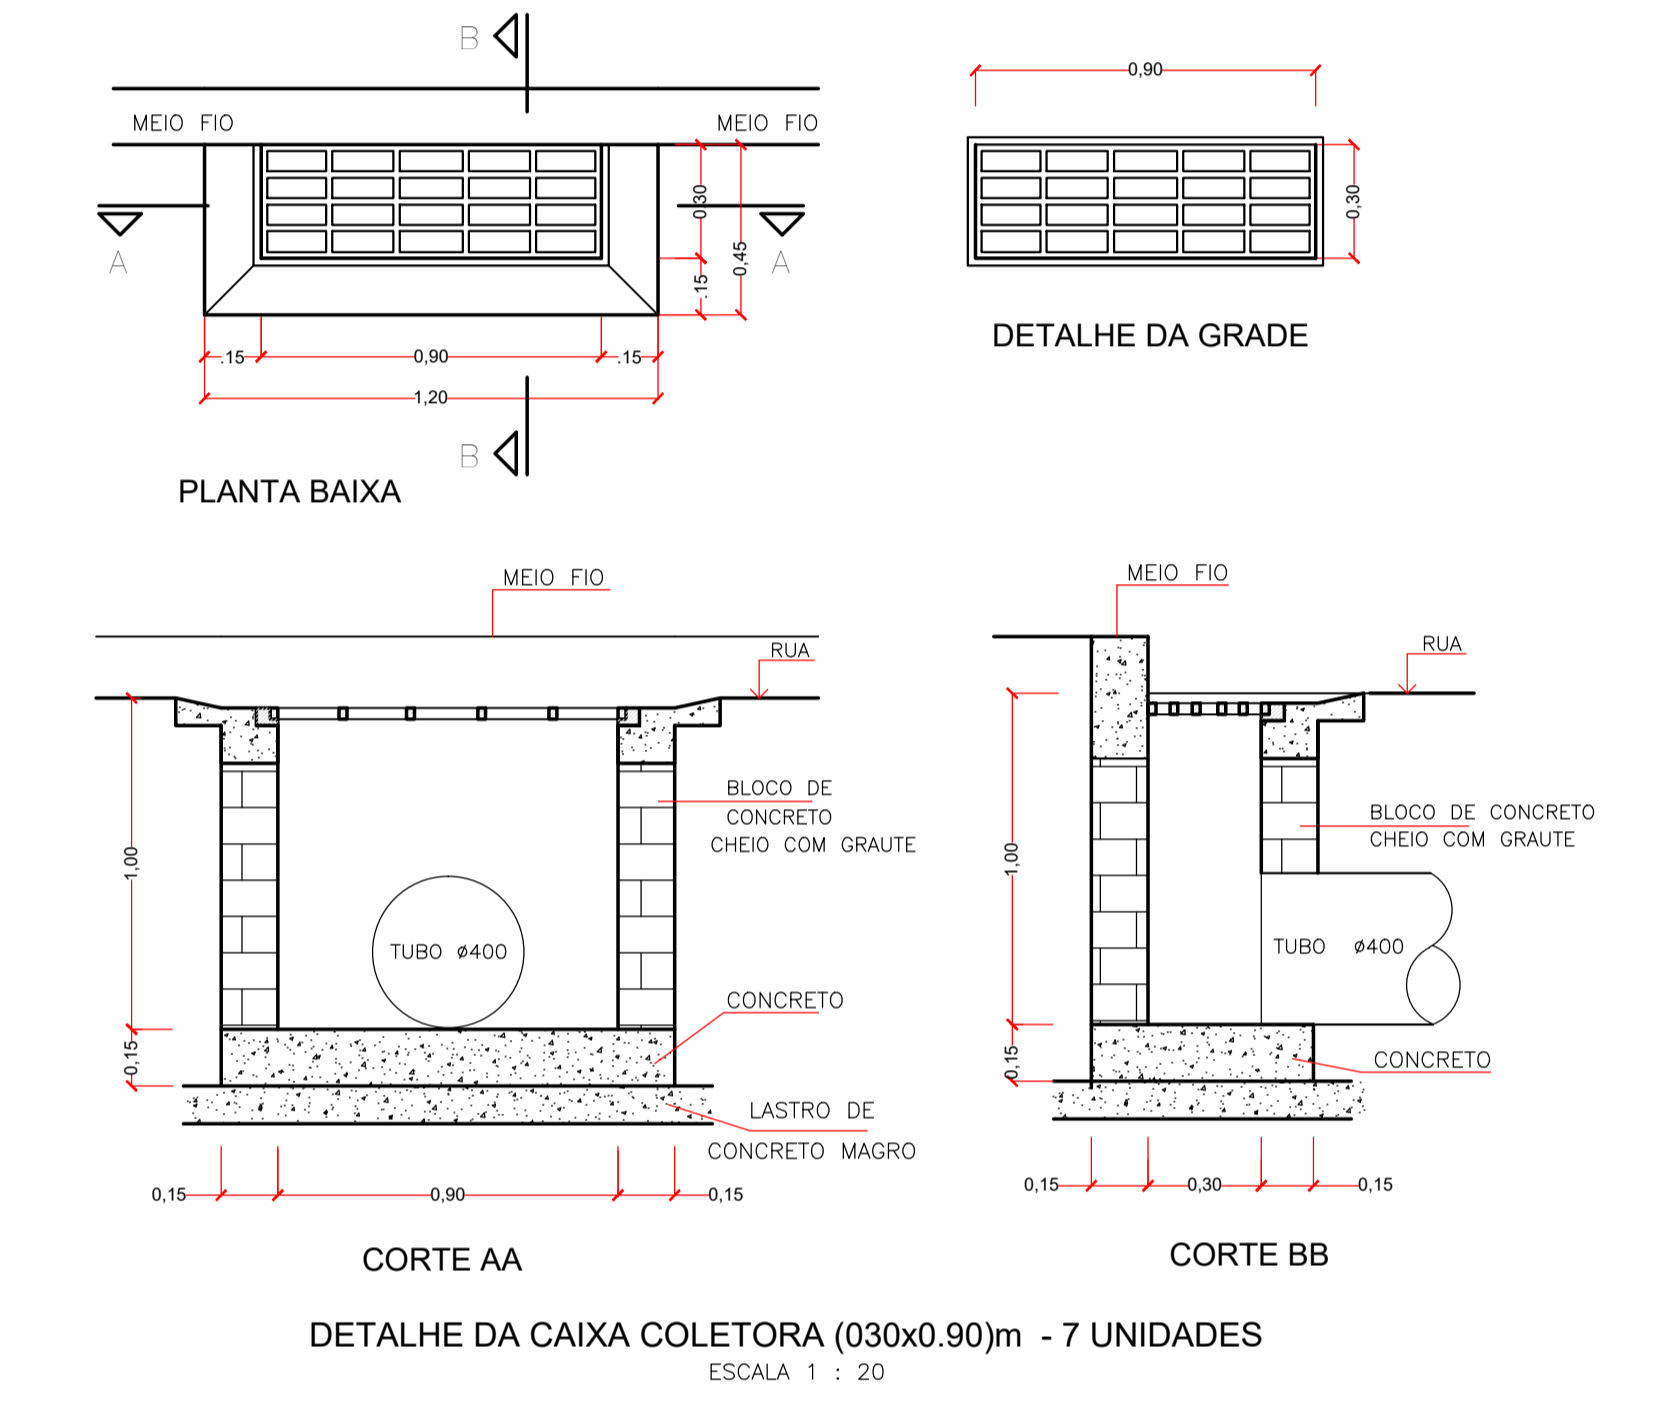 B
MEIO FIO
MEIO FIO
0,30
0,45
.15
A
A
.15
0,90
.15
1,20
B
PLANTA BAIXA
0,90
0,30
DETALHE DA GRADE
MEIO FIO
RUA
1,00
BLOCO DE
CONCRETO
CHEIO COM GRAUTE
TUBO ø400
CONCRETO
0,15
LASTRO DE
CONCRETO MAGRO
0,15
0,90
0,15
CORTE AA
MEIO FIO
RUA
1,00
BLOCO DE CONCRETO
CHEIO COM GRAUTE
TUBO ø400
0,15
CONCRETO
0,15
0,30
0,15
CORTE BB
DETALHE DA CAIXA COLETORA (030x0.90)m - 7 UNIDADES
ESCALA 1 : 20